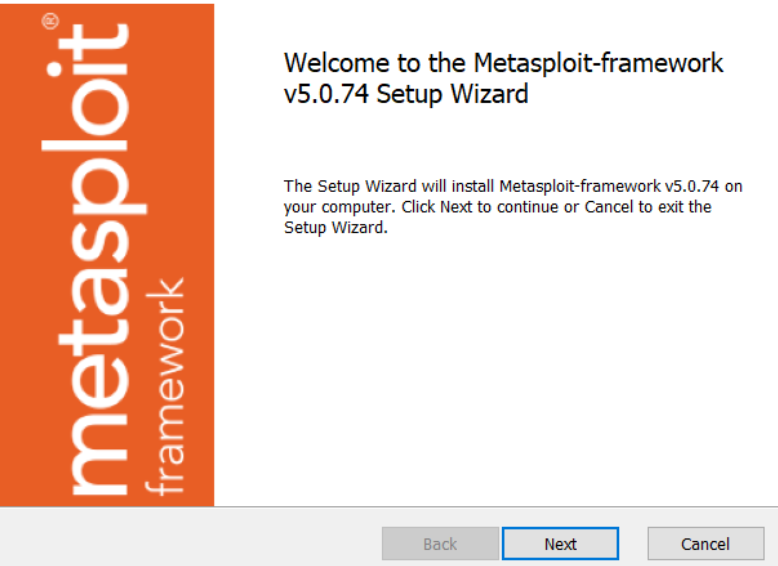 metasploit®
framework
Welcome to the Metasploit-framework
v5.0.74 Setup Wizard
The Setup Wizard will install Metasploit-framework v5.0.74 on
your computer. Click Next to continue or Cancel to exit the
Setup Wizard.
Back
Next
Cancel